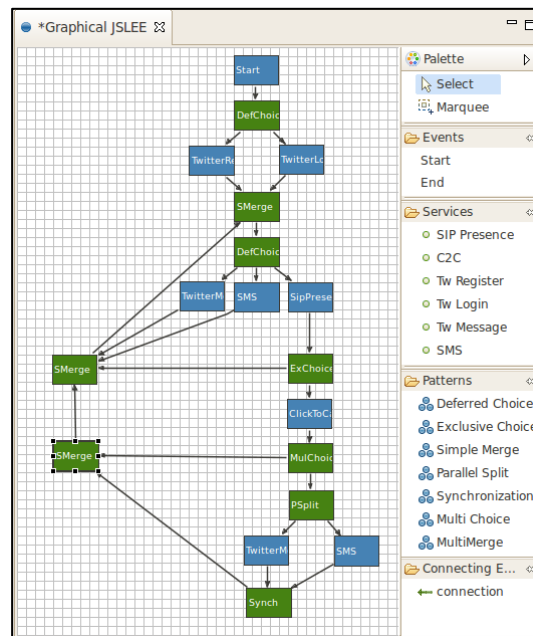 *Graphical JSLEE
Start
DefChoic
TwitterRe
TwitterLo
SMerge
DefChoic
TwitterM
SMS
SipPrese
SMerge
ExChoice
ClickToCa
SMerge
MulChoic
PSplit
TwitterM
SMS
Synch
Palette
Select
Marquee
Events
Start
End
Services
SIP Presence
C2C
Tw Register
Tw Login
Tw Message
SMS
Patterns
Deferred Choice
Exclusive Choice
Simple Merge
Parallel Split
Synchronization
Multi Choice
MultiMerge
Connecting E...
connection